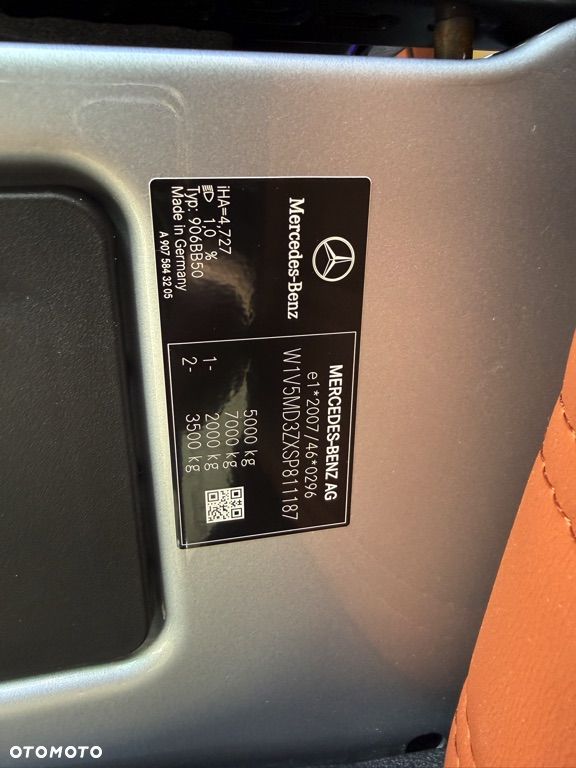 Mercedes-Benz
iHA=4,727
1,0 %
Typ: 906BB50
Made in Germany
A 907 584 32 05
MERCEDES-BENZ AG
e1*2007/46*0296
W1V5MD3ZXSP811187
5000 kg
7000 kg
1- 2000 kg
2- 3500 kg
OTOMOTO